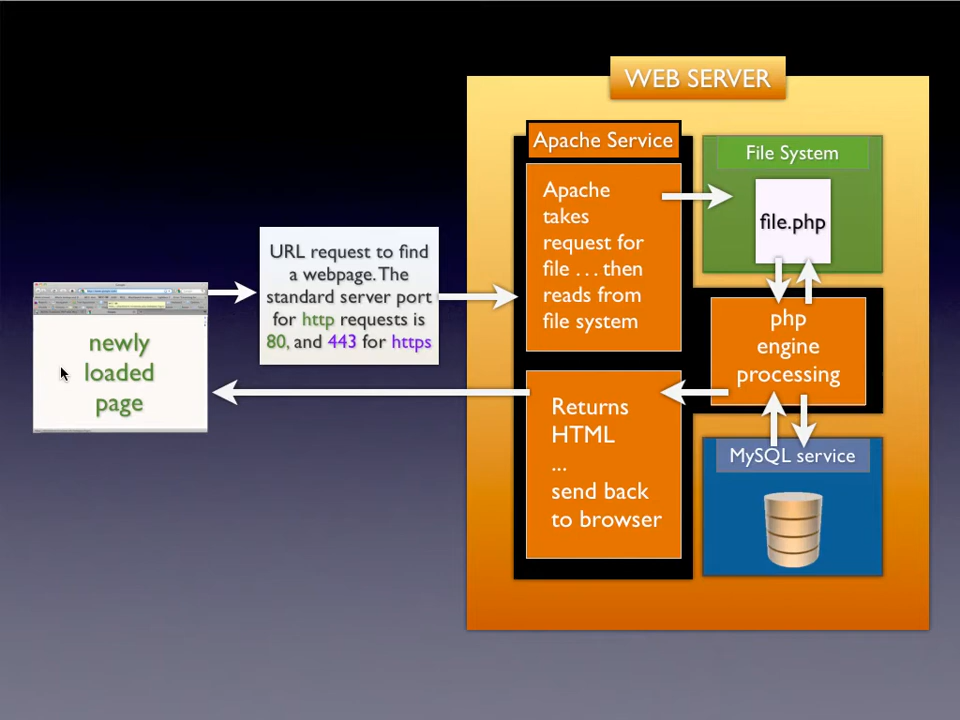 WEB SERVER
Apache Service
Apache
takes
request for
file ... then
reads from
file system
File System
file.php
URL request to find
a webpage. The
standard server port
for http requests is
80, and 443 for https
newly
loaded
page
php
engine
processing
Returns
HTML
...
send back
to browser
MySQL service